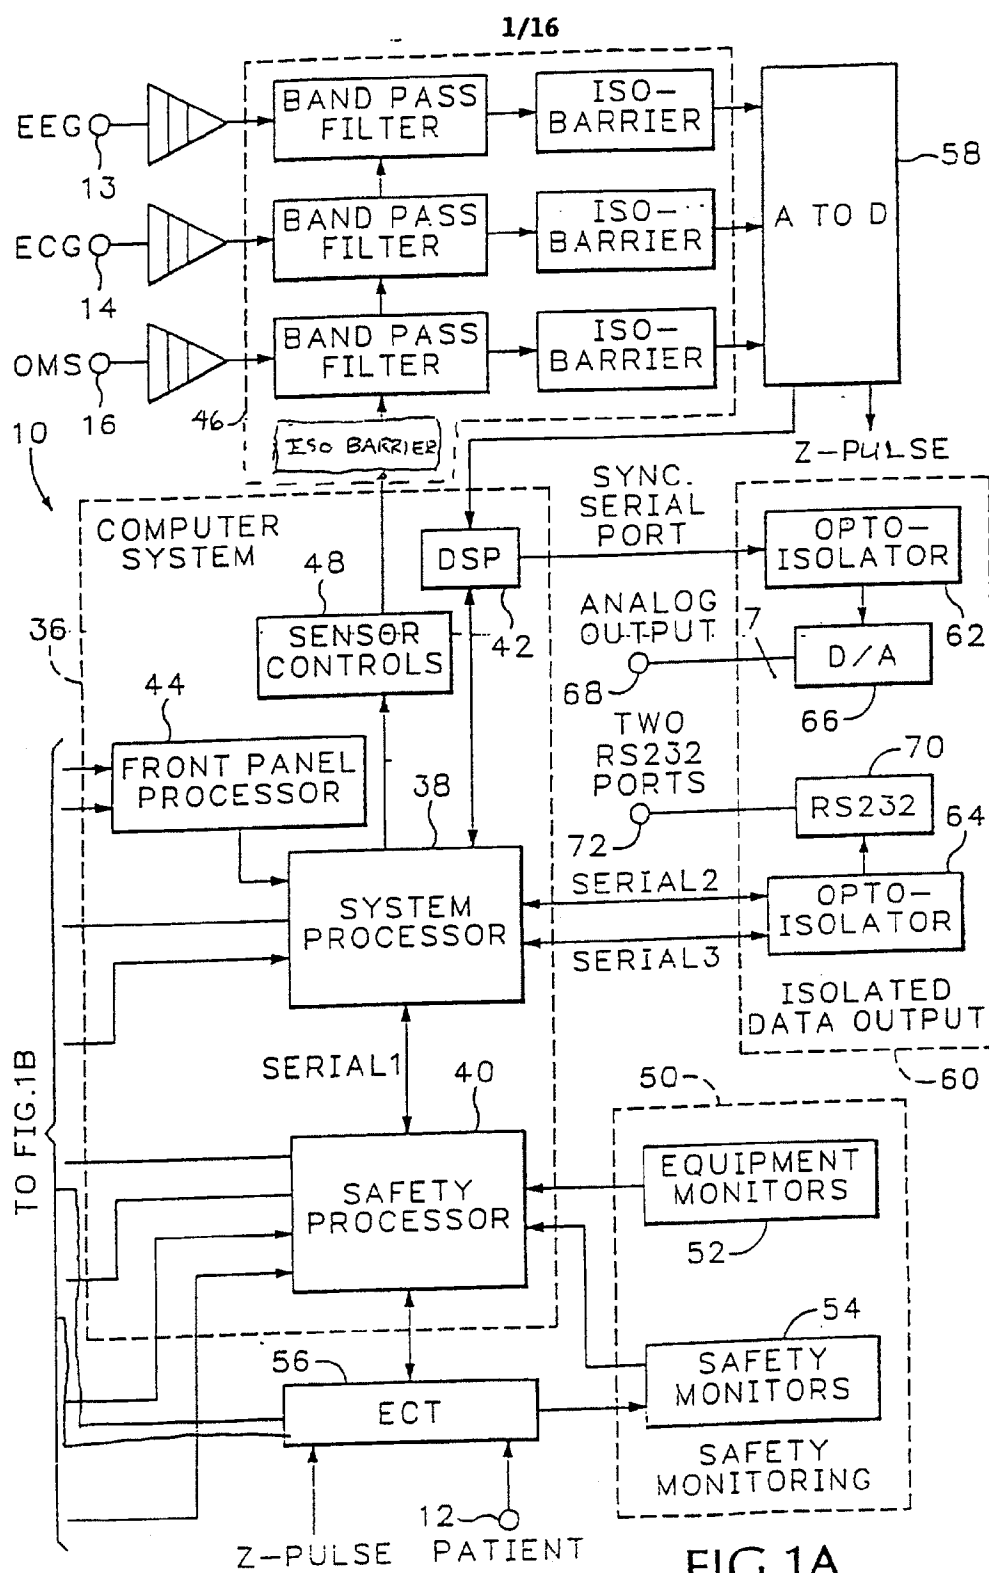 1/16
EEG
13
BAND PASS
FILTER
ISO-
BARRIER
58
ECG
14
BAND PASS
FILTER
ISO-
BARRIER
A TO D
OMS
16
BAND PASS
FILTER
ISO-
BARRIER
46
ISO BARRIER
10
Z-PULSE
COMPUTER
SYSTEM
SYNC.
SERIAL
PORT
OPTO-
ISOLATOR
DSP
48
42
62
36
SENSOR
CONTROLS
ANALOG
OUTPUT
7
D/A
68
66
44
FRONT PANEL
PROCESSOR
TWO
RS232
PORTS
70
RS232
38
72
64
SYSTEM
PROCESSOR
SERIAL2
OPTO-
ISOLATOR
SERIAL3
ISOLATED
DATA OUTPUT
60
SERIAL1
40
50
TO FIG.1B
SAFETY
PROCESSOR
EQUIPMENT
MONITORS
52
54
56
SAFETY
MONITORS
ECT
SAFETY
MONITORING
12
Z-PULSE
PATIENT
FIG.1A